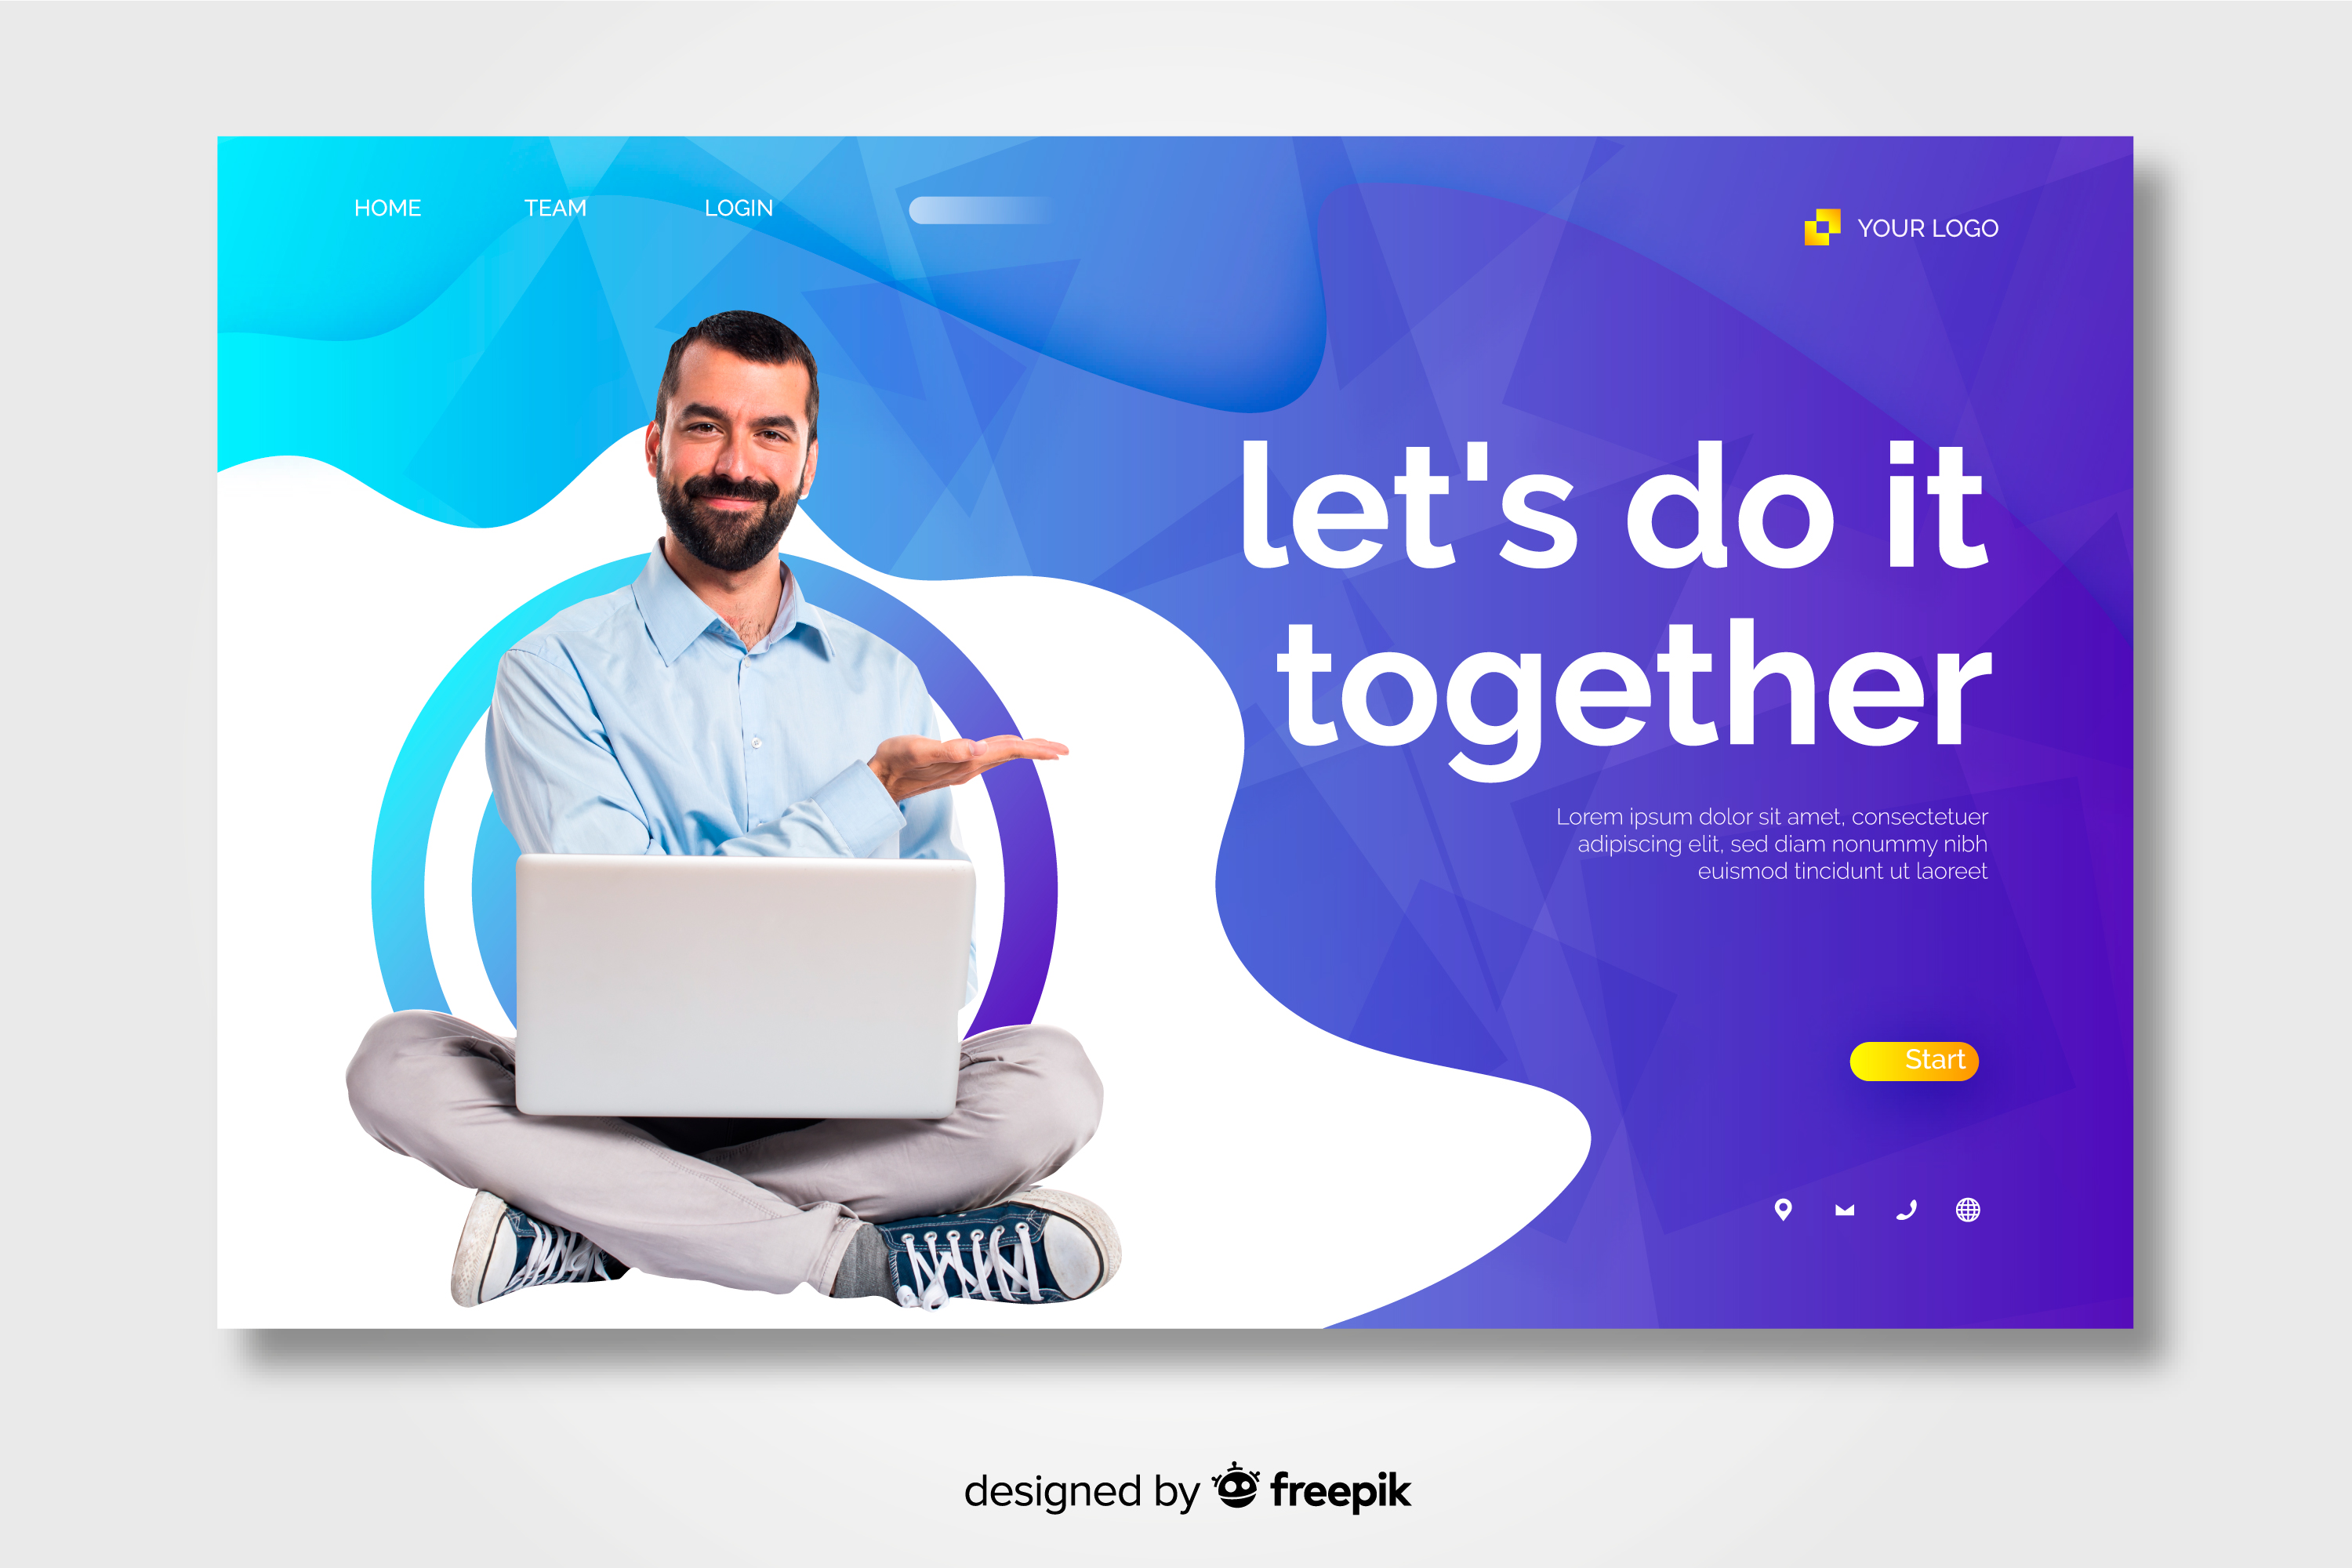 HOME
TEAM
LOGIN
YOUR LOGO
let's do it
together
Lorem ipsum dolor sit amet, consectetuer
adipiscing elit, sed diam nonummy nibh
euismod tincidunt ut laoreet
Start
designed by freepik